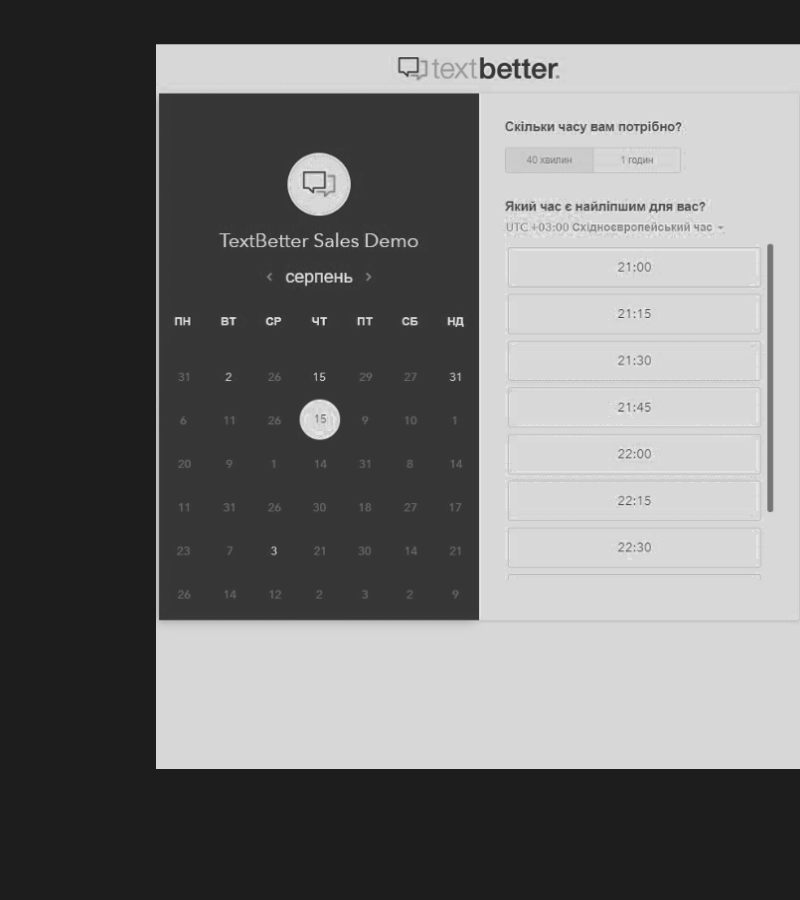 textbetter.
TextBetter Sales Demo
‹ серпень ›
ПН ВТ СР ЧТ ПТ СБ НД
31 2 26 15 29 27 31
6 11 26 15 9 10 1
20 9 1 14 31 8 14
11 31 26 30 18 27 17
23 7 3 21 30 14 21
26 14 12 2 3 2 9
Скільки часу вам потрібно?
40 хвилин 1 годин
Який час є найліпшим для вас?
UTC +03:00 Східноєвропейський час
21:00
21:15
21:30
21:45
22:00
22:15
22:30